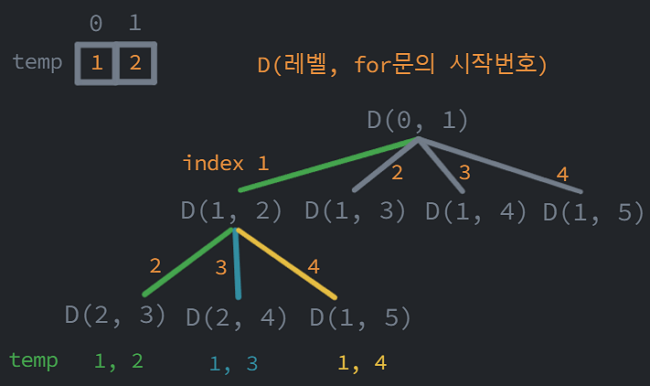 0 1
temp 1 2
D(레벨, for문의 시작번호)
D(0, 1)
index 1 2 3 4
D(1, 2) D(1, 3) D(1, 4) D(1, 5)
2 3 4
D(2, 3) D(2, 4) D(1, 5)
temp 1, 2 1, 3 1, 4